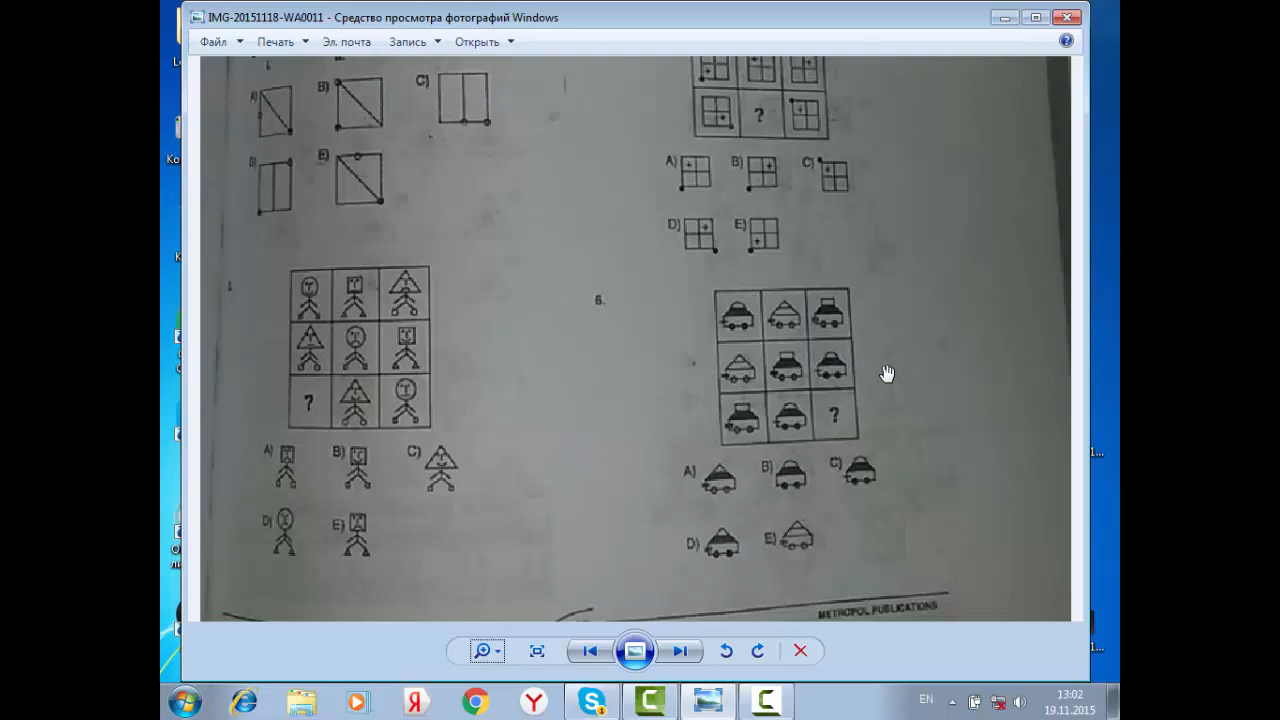 IMG-20151118-WA0011 - Средство просмотра фотографий Windows
Файл Печать Эл. почта Запись Открыть
A) B) C)
D) E)
?
A) B) C)
D) E)
?
A) B) C)
D) E)
6.
?
A) B) C)
D) E)
METROPOL PUBLICATIONS
EN
13:02
19.11.2015